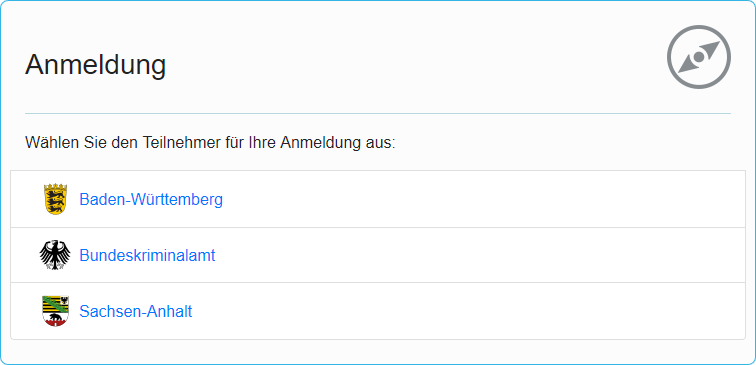 Anmeldung
Wählen Sie den Teilnehmer für Ihre Anmeldung aus:
Baden-Württemberg
Bundeskriminalamt
Sachsen-Anhalt